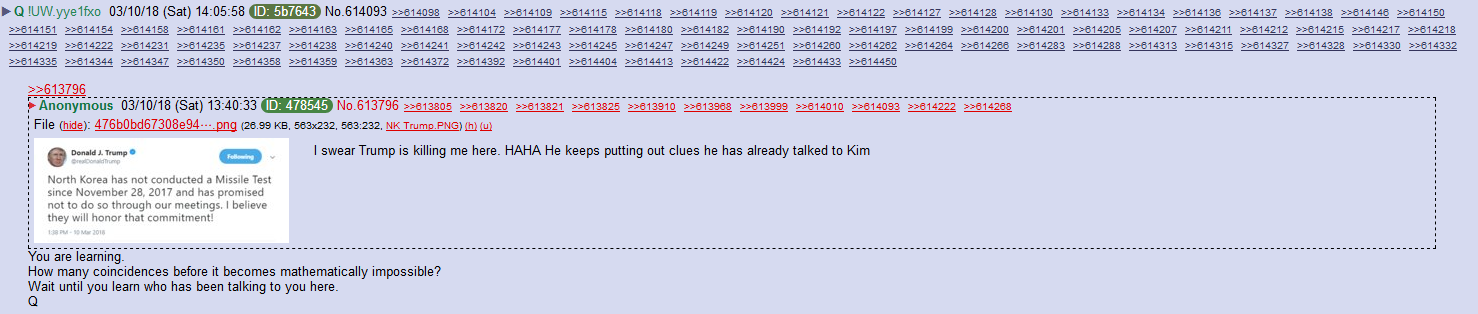 Q !UW.yye1fxo 03/10/18 (Sat) 14:05:58 ID: 5b7643 No.614093 >>614098 >>614104 >>614109 >>614115 >>614118 >>614119 >>614120 >>614121 >>614122 >>614127 >>614128 >>614130 >>614133 >>614134 >>614136 >>614137 >>614138 >>614146 >>614150
>>614151 >>614154 >>614158 >>614161 >>614162 >>614163 >>614165 >>614168 >>614172 >>614177 >>614178 >>614180 >>614182 >>614190 >>614192 >>614197 >>614199 >>614200 >>614201 >>614205 >>614207 >>614211 >>614212 >>614215 >>614217 >>614218
>>614219 >>614222 >>614231 >>614235 >>614237 >>614238 >>614240 >>614241 >>614242 >>614243 >>614245 >>614247 >>614249 >>614251 >>614260 >>614262 >>614264 >>614266 >>614283 >>614288 >>614313 >>614315 >>614327 >>614328 >>614330 >>614332
>>614335 >>614344 >>614347 >>614350 >>614358 >>614359 >>614363 >>614372 >>614392 >>614401 >>614404 >>614413 >>614422 >>614424 >>614433 >>614450
>>613796
Anonymous 03/10/18 (Sat) 13:40:33 ID: 478545 No.613796 >>613805 >>613820 >>613821 >>613825 >>613910 >>613968 >>613999 >>614010 >>614093 >>614222 >>614268
File (hide): 476b0bd67308e94⋯.png (26.99 KB, 563x232, 563:232, NK Trump.PNG) (h) (u)
Donald J. Trump
@realDonaldTrump
Following
North Korea has not conducted a Missile Test
since November 28, 2017 and has promised
not to do so through our meetings. I believe
they will honor that commitment!
1:38 PM - 10 Mar 2018
I swear Trump is killing me here. HAHA He keeps putting out clues he has already talked to Kim
You are learning.
How many coincidences before it becomes mathematically impossible?
Wait until you learn who has been talking to you here.
Q